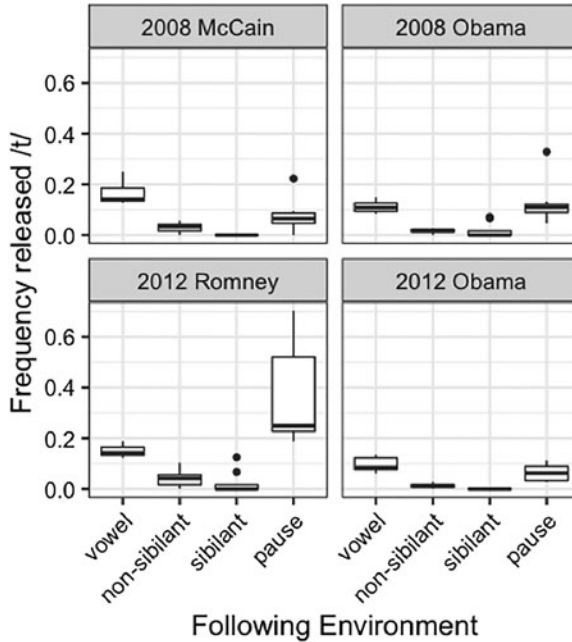 2008 McCain
2008 Obama
0.6
0.4
0.2
0.0
2012 Romney
2012 Obama
0.6
0.4
0.2
0.0
Frequency released /t/
vowel
non-sibilant
sibilant
pause
vowel
non-sibilant
sibilant
pause
Following Environment